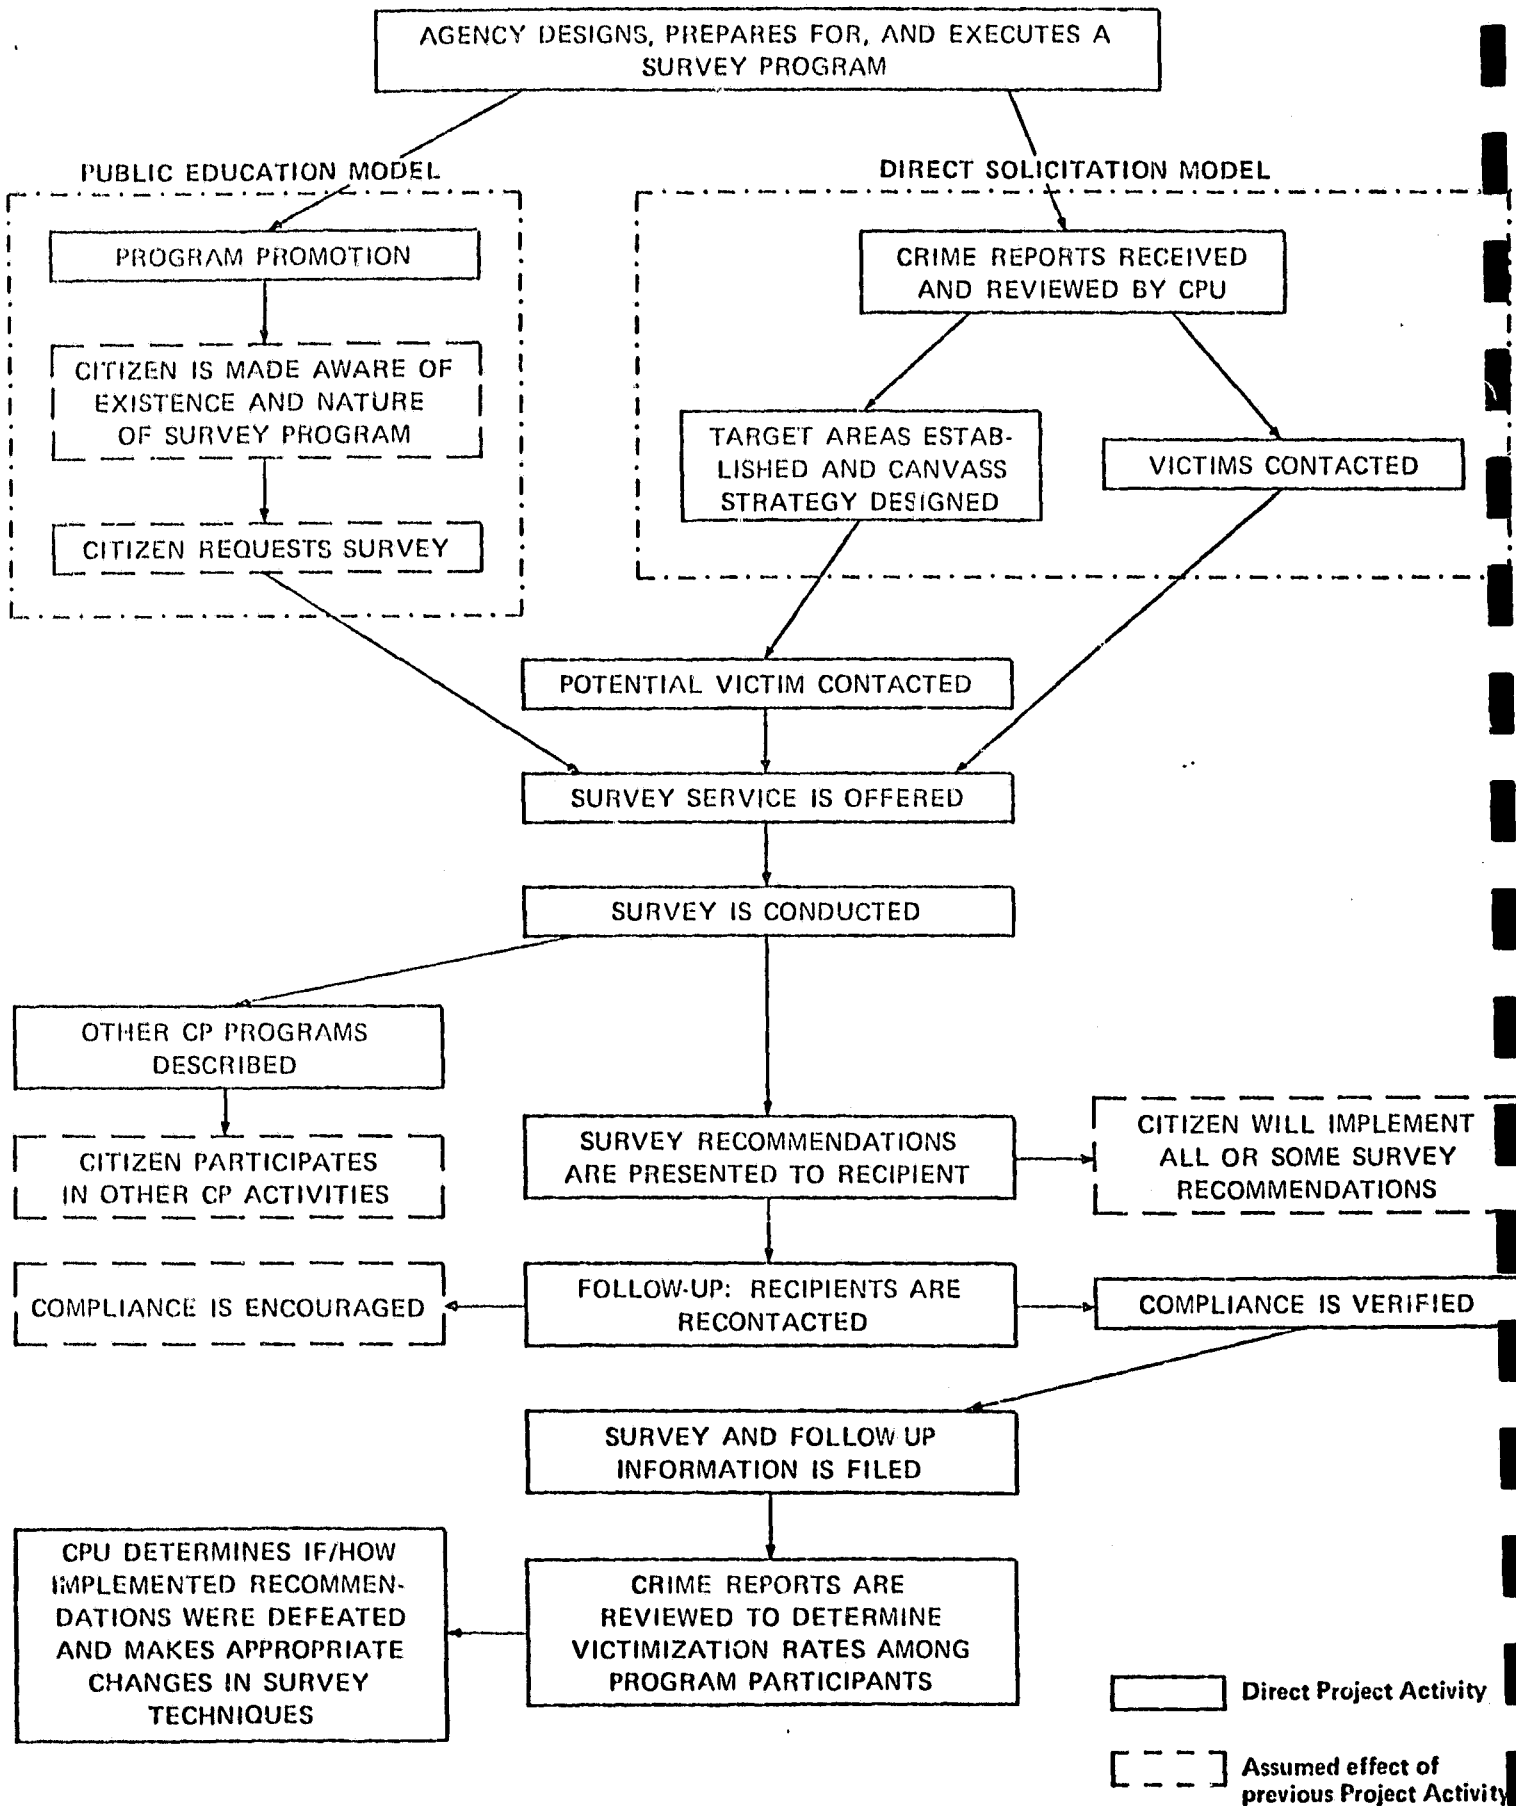 AGENCY DESIGNS, PREPARES FOR, AND EXECUTES A
SURVEY PROGRAM
PUBLIC EDUCATION MODEL
DIRECT SOLICITATION MODEL
PROGRAM PROMOTION
CITIZEN IS MADE AWARE OF
EXISTENCE AND NATURE
OF SURVEY PROGRAM
CITIZEN REQUESTS SURVEY
CRIME REPORTS RECEIVED
AND REVIEWED BY CPU
TARGET AREAS ESTAB-
LISHED AND CANVASS
STRATEGY DESIGNED
VICTIMS CONTACTED
POTENTIAL VICTIM CONTACTED
SURVEY SERVICE IS OFFERED
SURVEY IS CONDUCTED
OTHER CP PROGRAMS
DESCRIBED
CITIZEN PARTICIPATES
IN OTHER CP ACTIVITIES
SURVEY RECOMMENDATIONS
ARE PRESENTED TO RECIPIENT
CITIZEN WILL IMPLEMENT
ALL OR SOME SURVEY
RECOMMENDATIONS
COMPLIANCE IS ENCOURAGED
FOLLOW-UP: RECIPIENTS ARE
RECONTACTED
COMPLIANCE IS VERIFIED
SURVEY AND FOLLOW UP
INFORMATION IS FILED
CPU DETERMINES IF/HOW
IMPLEMENTED RECOMMEN-
DATIONS WERE DEFEATED
AND MAKES APPROPRIATE
CHANGES IN SURVEY
TECHNIQUES
CRIME REPORTS ARE
REVIEWED TO DETERMINE
VICTIMIZATION RATES AMONG
PROGRAM PARTICIPANTS
Direct Project Activity
Assumed effect of
previous Project Activity